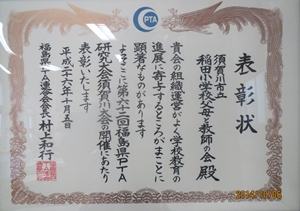 PTA
表彰状
須賀川市立
稲田小学校父母と教師の会 殿
貴会の組織運営がよく学校教育の
進展に寄与するところがまことに
顕著なものがあります
よってここに第六十二回福島県PTA
研究大会須賀川大会の開催にあたり
表彰いたします
平成二十六年十月五日
福島県PTA連合会会長 村上和行
2014/10/06